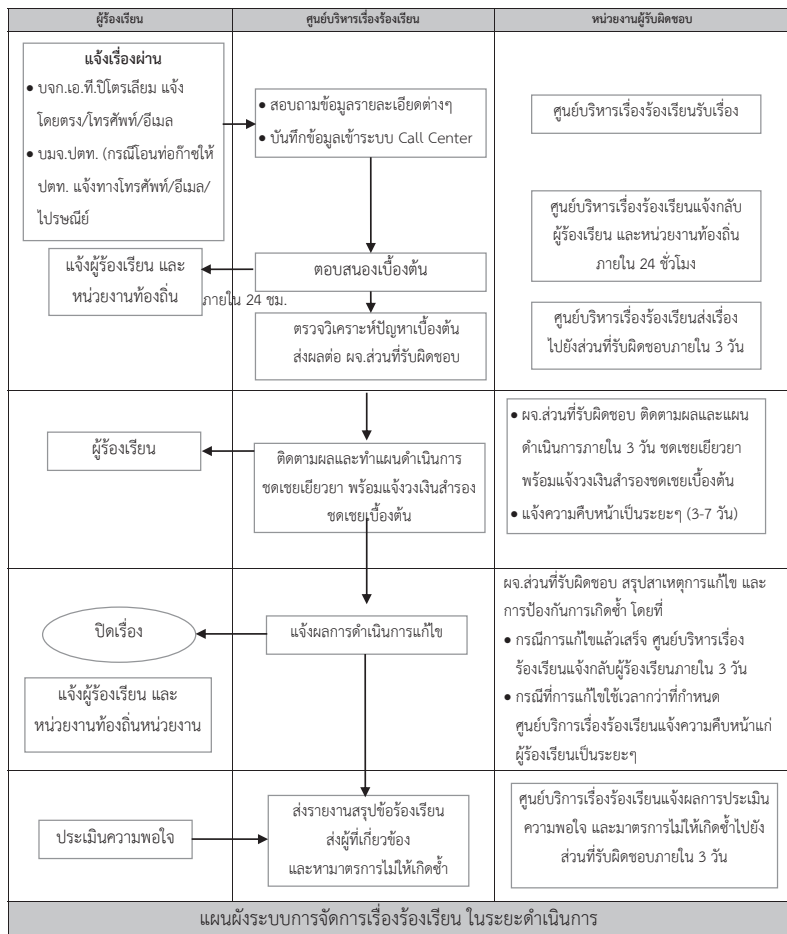 ผู้ร้องเรียน
ศูนย์บริหารเรื่องร้องเรียน
หน่วยงานผู้รับผิดชอบ
แจ้งเรื่องผ่าน
• บจก.เอ.ที.ปิโตรเลียม แจ้ง
โดยตรง/โทรศัพท์/อีเมล
• บมจ.ปตท. (กรณีโอนท่อก๊าซให้
ปตท. แจ้งทางโทรศัพท์/อีเมล/
ไปรษณีย์
• สอบถามข้อมูลรายละเอียดต่างๆ
• บันทึกข้อมูลเข้าระบบ Call Center
ศูนย์บริหารเรื่องร้องเรียนรับเรื่อง
แจ้งผู้ร้องเรียน และ
หน่วยงานท้องถิ่น
ภายใน 24 ชม.
ตอบสนองเบื้องต้น
ศูนย์บริหารเรื่องร้องเรียนแจ้งกลับ
ผู้ร้องเรียน และหน่วยงานท้องถิ่น
ภายใน 24 ชั่วโมง
ตรวจวิเคราะห์ปัญหาเบื้องต้น
ส่งผลต่อ ผจ.ส่วนที่รับผิดชอบ
ศูนย์บริหารเรื่องร้องเรียนส่งเรื่อง
ไปยังส่วนที่รับผิดชอบภายใน 3 วัน
ผู้ร้องเรียน
ติดตามผลและทำแผนดำเนินการ
ชดเชยเยียวยา พร้อมแจ้งวงเงินสำรอง
ชดเชยเบื้องต้น
• ผจ.ส่วนที่รับผิดชอบ ติดตามผลและแผน
ดำเนินการภายใน 3 วัน ชดเชยเยียวยา
พร้อมแจ้งวงเงินสำรองชดเชยเบื้องต้น
• แจ้งความคืบหน้าเป็นระยะๆ (3-7 วัน)
ปิดเรื่อง
แจ้งผู้ร้องเรียน และ
หน่วยงานท้องถิ่นหน่วยงาน
แจ้งผลการดำเนินการแก้ไข
ผจ.ส่วนที่รับผิดชอบ สรุปสาเหตุการแก้ไข และ
การป้องกันการเกิดซ้ำ โดยที่
• กรณีการแก้ไขแล้วเสร็จ ศูนย์บริหารเรื่อง
ร้องเรียนแจ้งกลับผู้ร้องเรียนภายใน 3 วัน
• กรณีที่การแก้ไขใช้เวลากว่าที่กำหนด
ศูนย์บริการเรื่องร้องเรียนแจ้งความคืบหน้าแก่
ผู้ร้องเรียนเป็นระยะๆ
ประเมินความพอใจ
ส่งรายงานสรุปข้อร้องเรียน
ส่งผู้ที่เกี่ยวข้อง
และหามาตรการไม่ให้เกิดซ้ำ
ศูนย์บริการเรื่องร้องเรียนแจ้งผลการประเมิน
ความพอใจ และมาตรการไม่ให้เกิดซ้ำไปยัง
ส่วนที่รับผิดชอบภายใน 3 วัน
แผนผังระบบการจัดการเรื่องร้องเรียน ในระยะดำเนินการ